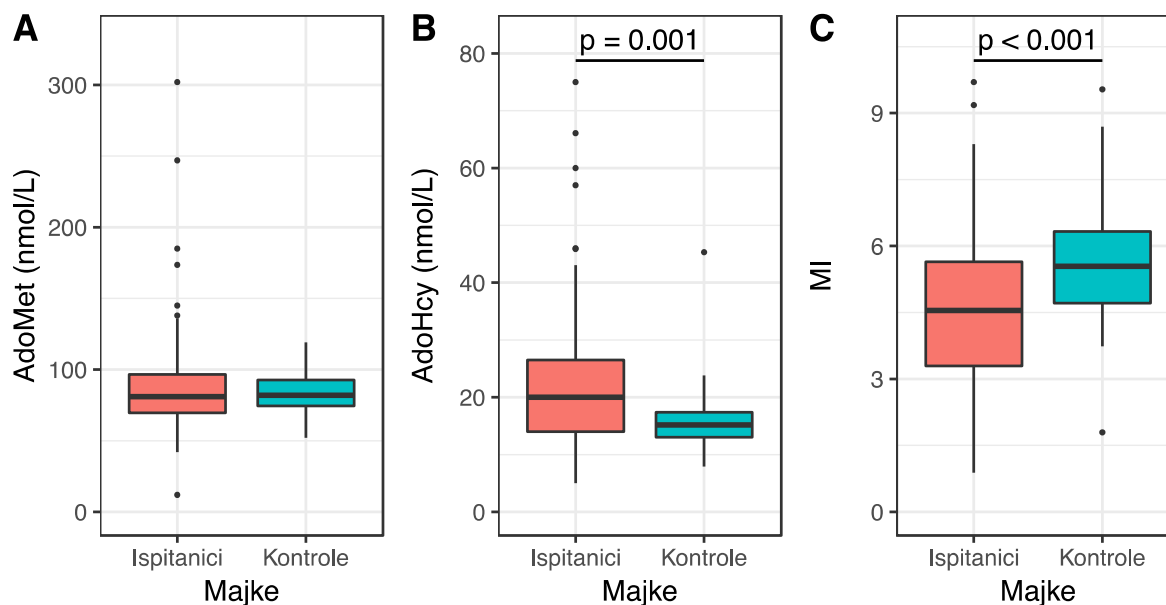 A
AdoMet (nmol/L)
300
200
100
0
Ispitanici
Kontrole
Majke
B
p = 0.001
AdoHcy (nmol/L)
80
60
40
20
0
Ispitanici
Kontrole
Majke
C
p < 0.001
MI
9
6
3
0
Ispitanici
Kontrole
Majke